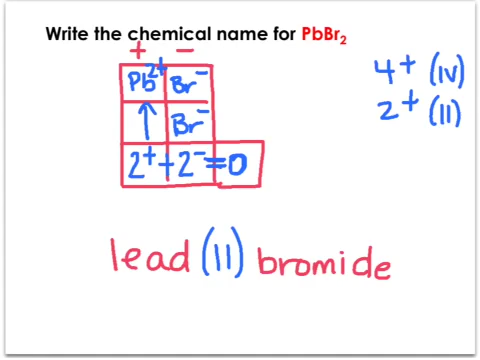 Write the chemical name for PbBr₂
+ −
4+ (IV)
Pb²⁺ Br⁻
2+ (II)
↑ Br⁻
2⁺ + 2⁻ = 0
lead (II) bromide